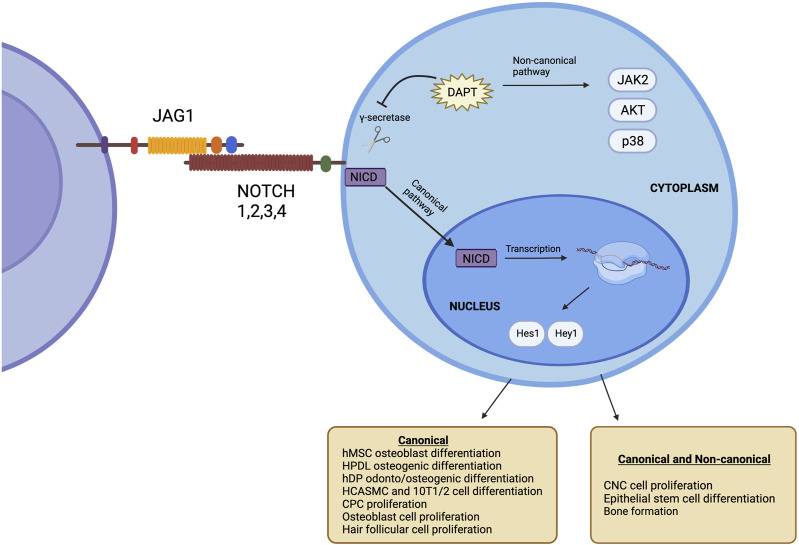 JAG1
NOTCH
1,2,3,4
NICD
γ-secretase
DAPT
Non-canonical
pathway
JAK2
AKT
p38
CYTOPLASM
Canonical
pathway
NICD
Transcription
NUCLEUS
Hes1
Hey1
Canonical
hMSC osteoblast differentiation
HPDL osteogenic differentiation
hDP odonto/osteogenic differentiation
HCASMC and 10T1/2 cell differentiation
CPC proliferation
Osteoblast cell proliferation
Hair follicular cell proliferation
Canonical and Non-canonical
CNC cell proliferation
Epithelial stem cell differentiation
Bone formation